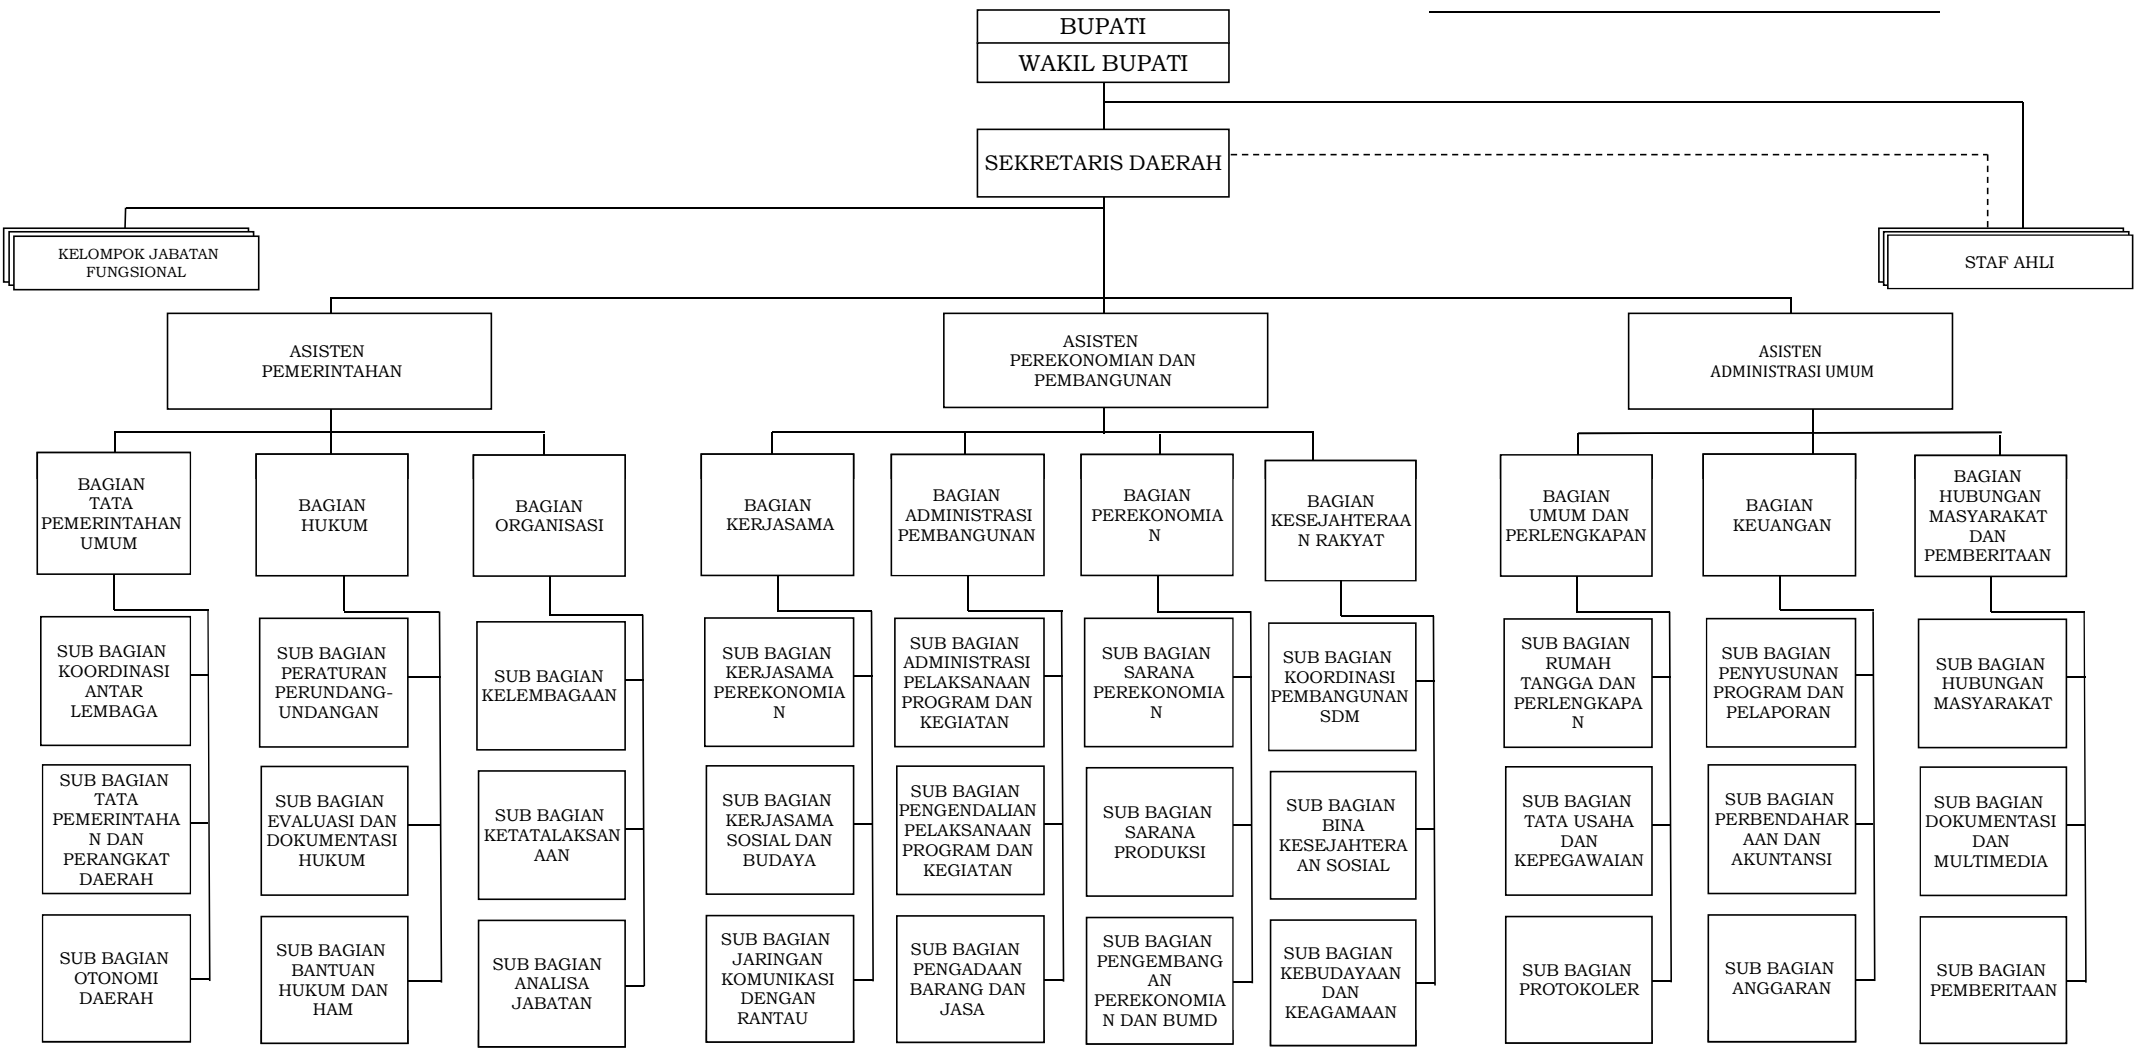 BUPATI
WAKIL BUPATI
SEKRETARIS DAERAH
KELOMPOK JABATAN
FUNGSIONAL
STAF AHLI
ASISTEN
PEMERINTAHAN
ASISTEN
PEREKONOMIAN DAN
PEMBANGUNAN
ASISTEN
ADMINISTRASI UMUM
BAGIAN
TATA
PEMERINTAHAN
UMUM
BAGIAN
HUKUM
BAGIAN
ORGANISASI
BAGIAN
KERJASAMA
BAGIAN
ADMINISTRASI
PEMBANGUNAN
BAGIAN
PEREKONOMIA
N
BAGIAN
KESEJAHTERAA
N RAKYAT
BAGIAN
UMUM DAN
PERLENGKAPAN
BAGIAN
KEUANGAN
BAGIAN
HUBUNGAN
MASYARAKAT
DAN
PEMBERITAAN
SUB BAGIAN
KOORDINASI
ANTAR
LEMBAGA
SUB BAGIAN
PERATURAN
PERUNDANG-
UNDANGAN
SUB BAGIAN
KELEMBAGAAN
SUB BAGIAN
KERJASAMA
PEREKONOMIA
N
SUB BAGIAN
ADMINISTRASI
PELAKSANAAN
PROGRAM DAN
KEGIATAN
SUB BAGIAN
SARANA
PEREKONOMIA
N
SUB BAGIAN
KOORDINASI
PEMBANGUNAN
SDM
SUB BAGIAN
RUMAH
TANGGA DAN
PERLENGKAPA
N
SUB BAGIAN
PENYUSUNAN
PROGRAM DAN
PELAPORAN
SUB BAGIAN
HUBUNGAN
MASYARAKAT
SUB BAGIAN
TATA
PEMERINTAHA
N DAN
PERANGKAT
DAERAH
SUB BAGIAN
EVALUASI DAN
DOKUMENTASI
HUKUM
SUB BAGIAN
KETATALAKSAN
AAN
SUB BAGIAN
KERJASAMA
SOSIAL DAN
BUDAYA
SUB BAGIAN
PENGENDALIAN
PELAKSANAAN
PROGRAM DAN
KEGIATAN
SUB BAGIAN
SARANA
PRODUKSI
SUB BAGIAN
BINA
KESEJAHTERA
AN SOSIAL
SUB BAGIAN
TATA USAHA
DAN
KEPEGAWAIAN
SUB BAGIAN
PERBENDAHAR
AAN DAN
AKUNTANSI
SUB BAGIAN
DOKUMENTASI
DAN
MULTIMEDIA
SUB BAGIAN
OTONOMI
DAERAH
SUB BAGIAN
BANTUAN
HUKUM DAN
HAM
SUB BAGIAN
ANALISA
JABATAN
SUB BAGIAN
JARINGAN
KOMUNIKASI
DENGAN
RANTAU
SUB BAGIAN
PENGADAAN
BARANG DAN
JASA
SUB BAGIAN
PENGEMBANG
AN
PEREKONOMIA
N DAN BUMD
SUB BAGIAN
KEBUDAYAAN
DAN
KEAGAMAAN
SUB BAGIAN
PROTOKOLER
SUB BAGIAN
ANGGARAN
SUB BAGIAN
PEMBERITAAN